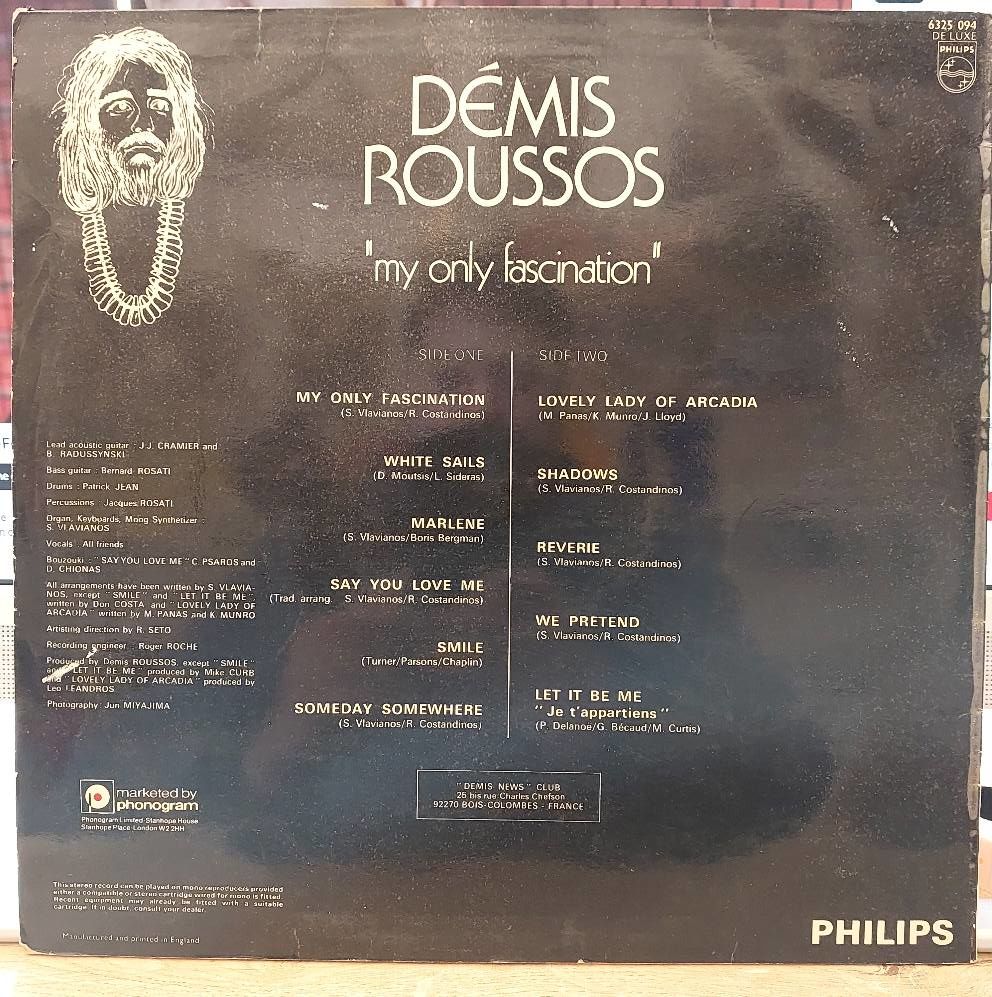 6325 094
DE LUXE
PHILIPS
DÉMIS
ROUSSOS
"my only fascination"
SIDE ONE
MY ONLY FASCINATION
(S. Vlavianos/R. Costandinos)
WHITE SAILS
(D. Moutsis/L. Sideras)
MARLENE
(S. Vlavianos/Boris Bergman)
SAY YOU LOVE ME
(Trad. arrang. S. Vlavianos/R. Costandinos)
SMILE
(Turner/Parsons/Chaplin)
SOMEDAY SOMEWHERE
(S. Vlavianos/R. Costandinos)
SIDE TWO
LOVELY LADY OF ARCADIA
(M. Panas/K. Munro/J. Lloyd)
SHADOWS
(S. Vlavianos/R. Costandinos)
REVERIE
(S. Vlavianos/R. Costandinos)
WE PRETEND
(S. Vlavianos/R. Costandinos)
LET IT BE ME
"Je t'appartiens"
(P. Delanoe/G. Bécaud/M. Curtis)
Lead acoustic guitar : J.J. CRAMIER and
B. RADUSSYNSKI
Bass guitar : Bernard ROSATI
Drums : Patrick JEAN
Percussions : Jacques ROSATI
Organ, Keyboards, Moog Synthetizer :
S. VLAVIANOS
Vocals : All friends
Bouzouki : "SAY YOU LOVE ME" C. PSAROS and
D. CHIONAS
All arrangements have been written by S. VLAVIA-
NOS, except "SMILE" and "LET IT BE ME"
written by Don COSTA and "LOVELY LADY OF
ARCADIA" written by M. PANAS and K. MUNRO
Artisting direction by R. SETO
Recording engineer : Roger ROCHE
Produced by Demis ROUSSOS, except "SMILE"
and "LET IT BE ME" produced by Mike CURB
and "LOVELY LADY OF ARCADIA" produced by
Leo LEANDROS
Photography : Jun MIYAJIMA
marketed by
phonogram
Phonogram Limited·Stanhope House
Stanhope Place·London W2 2HH
"DEMIS NEWS" CLUB
25 bis rue Charles Chefson
92270 BOIS-COLOMBES - FRANCE
This stereo record can be played on mono reproducers provided
either a compatible or stereo cartridge wired for mono is fitted.
Recent equipment may already be fitted with a suitable
cartridge. If in doubt, consult your dealer.
Manufactured and printed in England
PHILIPS